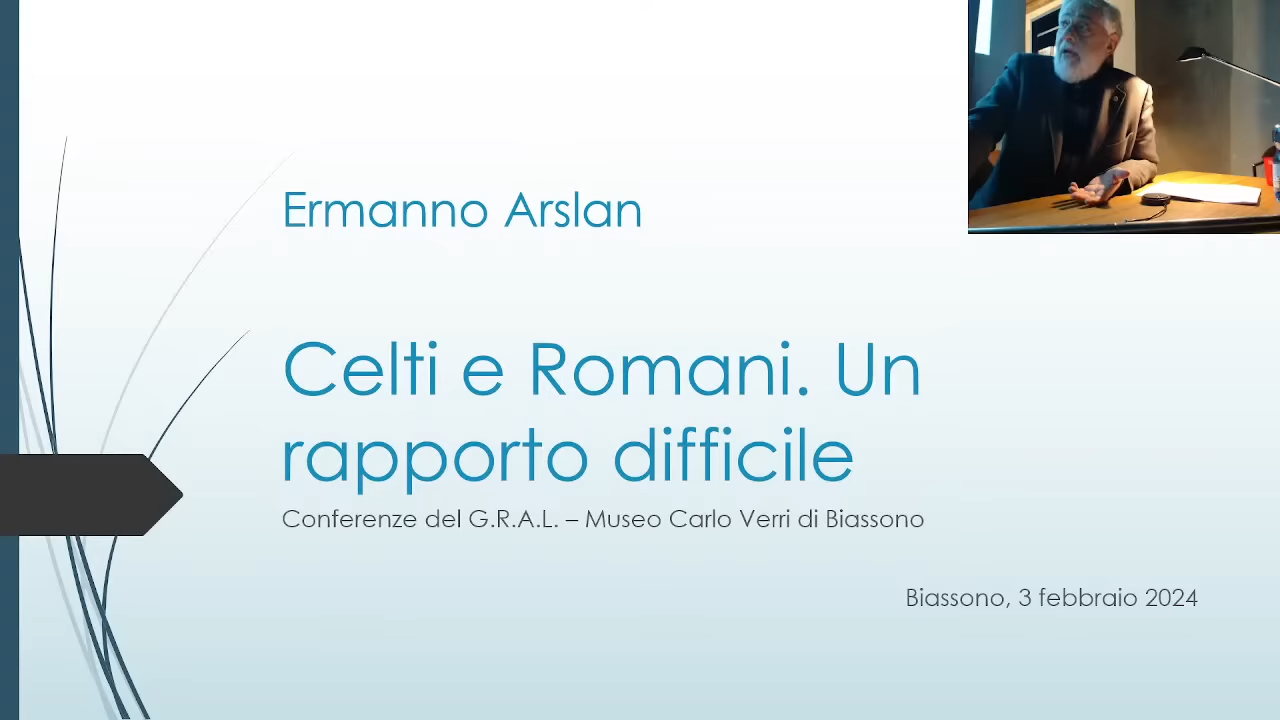 Ermanno Arslan
Celti e Romani. Un
rapporto difficile
Conferenze del G.R.A.L. – Museo Carlo Verri di Biassono
Biassono, 3 febbraio 2024